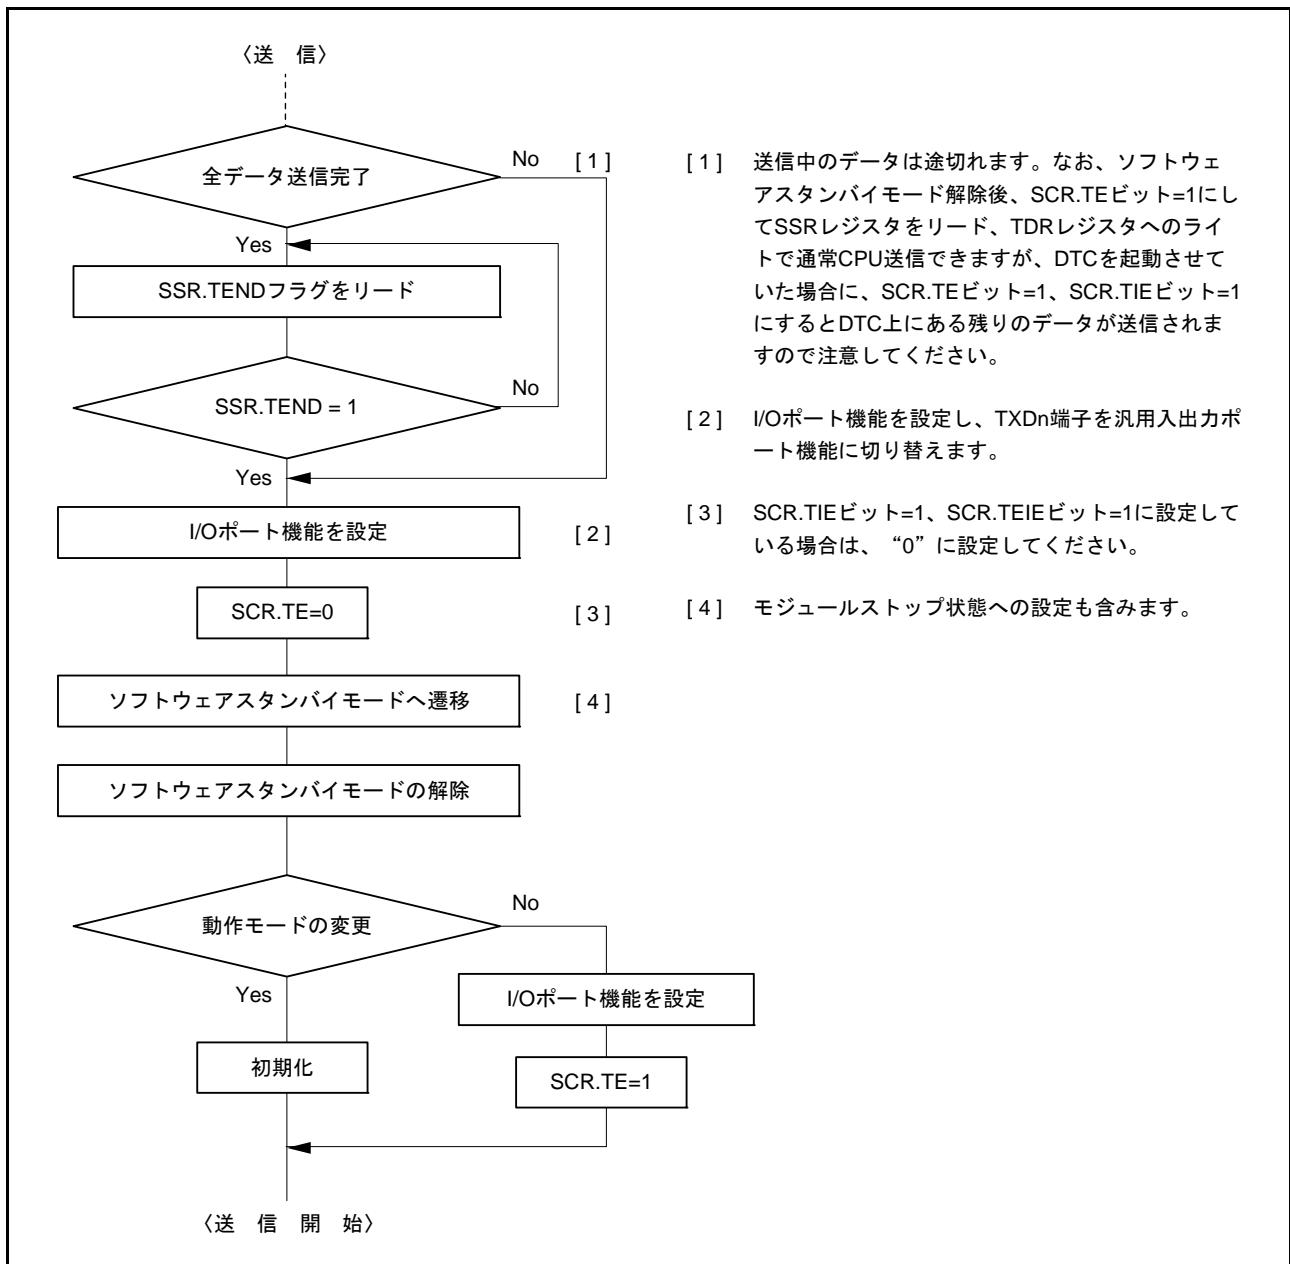 〈送　信〉
全データ送信完了
No
[ 1 ]
Yes
SSR.TENDフラグをリード
SSR.TEND = 1
No
Yes
I/Oポート機能を設定
[ 2 ]
SCR.TE=0
[ 3 ]
ソフトウェアスタンバイモードへ遷移
[ 4 ]
ソフトウェアスタンバイモードの解除
動作モードの変更
No
Yes
I/Oポート機能を設定
初期化
SCR.TE=1
〈送　信　開　始〉
[ 1 ]　送信中のデータは途切れます。なお、ソフトウェ
アスタンバイモード解除後、SCR.TEビット=1にし
てSSRレジスタをリード、TDRレジスタへのライ
トで通常CPU送信できますが、DTCを起動させて
いた場合に、SCR.TEビット=1、SCR.TIEビット=1
にするとDTC上にある残りのデータが送信されま
すので注意してください。
[ 2 ]　I/Oポート機能を設定し、TXDn端子を汎用入出力ポ
ート機能に切り替えます。
[ 3 ]　SCR.TIEビット=1、SCR.TEIEビット=1に設定して
いる場合は、“0”に設定してください。
[ 4 ]　モジュールストップ状態への設定も含みます。